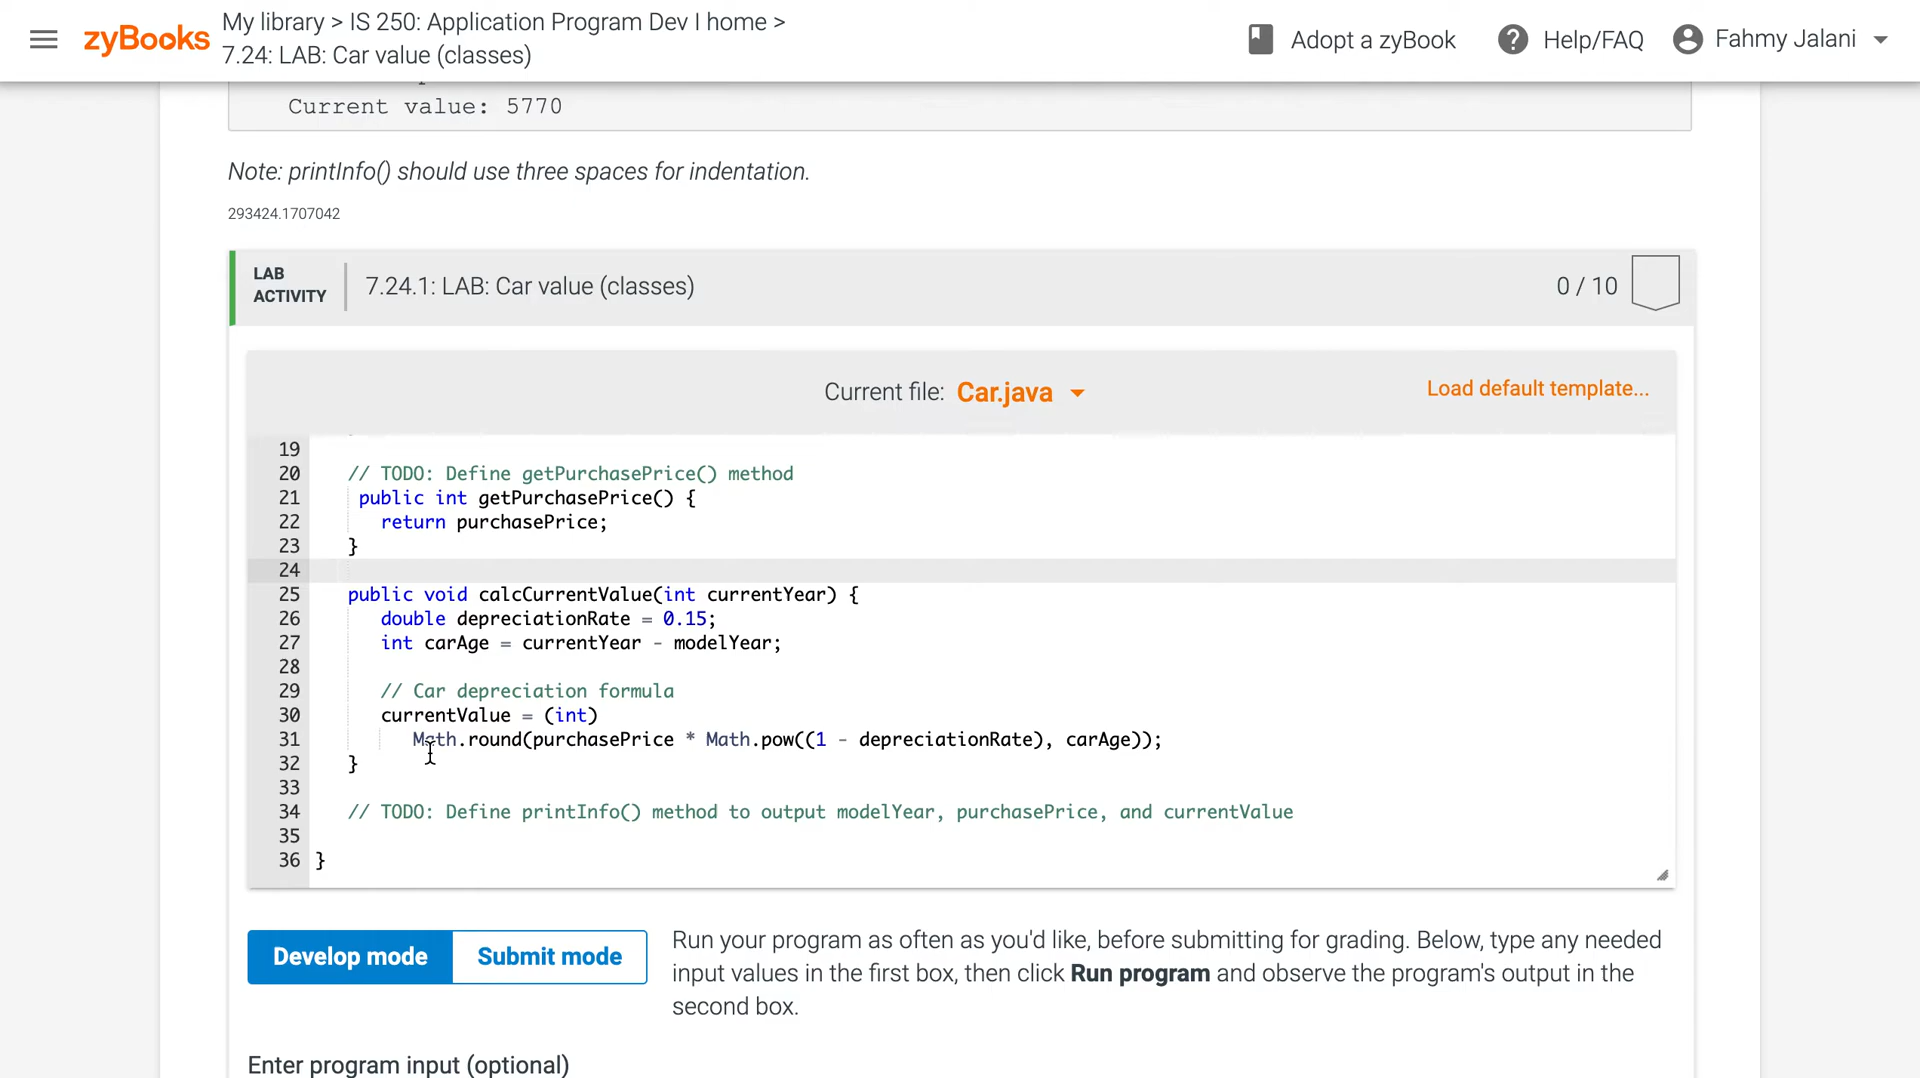 zyBooks
My library > IS 250: Application Program Dev I home >
7.24: LAB: Car value (classes)
Adopt a zyBook
Help/FAQ
Fahmy Jalani
Current value: 5770
Note: printInfo() should use three spaces for indentation.
293424.1707042
LAB
ACTIVITY
7.24.1: LAB: Car value (classes)
0 / 10
Current file: Car.java
Load default template...
19
20 // TODO: Define getPurchasePrice() method
21 public int getPurchasePrice() {
22 return purchasePrice;
23 }
24
25 public void calcCurrentValue(int currentYear) {
26 double depreciationRate = 0.15;
27 int carAge = currentYear - modelYear;
28
29 // Car depreciation formula
30 currentValue = (int)
31 Math.round(purchasePrice * Math.pow((1 - depreciationRate), carAge));
32 }
33
34 // TODO: Define printInfo() method to output modelYear, purchasePrice, and currentValue
35
36 }
Develop mode
Submit mode
Run your program as often as you'd like, before submitting for grading. Below, type any needed
input values in the first box, then click Run program and observe the program's output in the
second box.
Enter program input (optional)